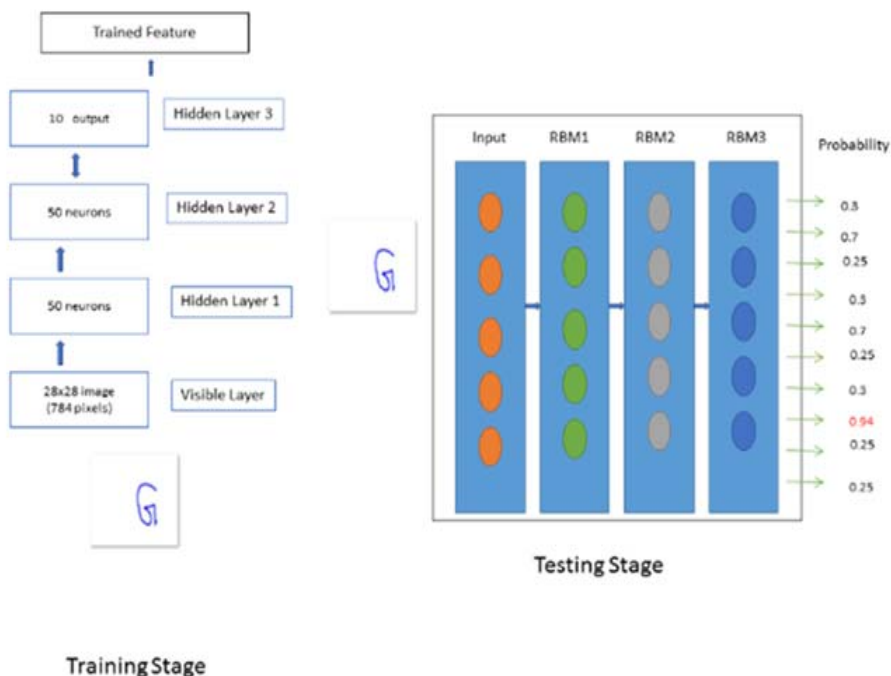 Trained Feature
10 output
Hidden Layer 3
50 neurons
Hidden Layer 2
50 neurons
Hidden Layer 1
28x28 image
(784 pixels)
Visible Layer
G
Training Stage
G
Input RBM1 RBM2 RBM3
Probability
0.3
0.7
0.25
0.3
0.7
0.25
0.3
0.94
0.25
0.25
Testing Stage